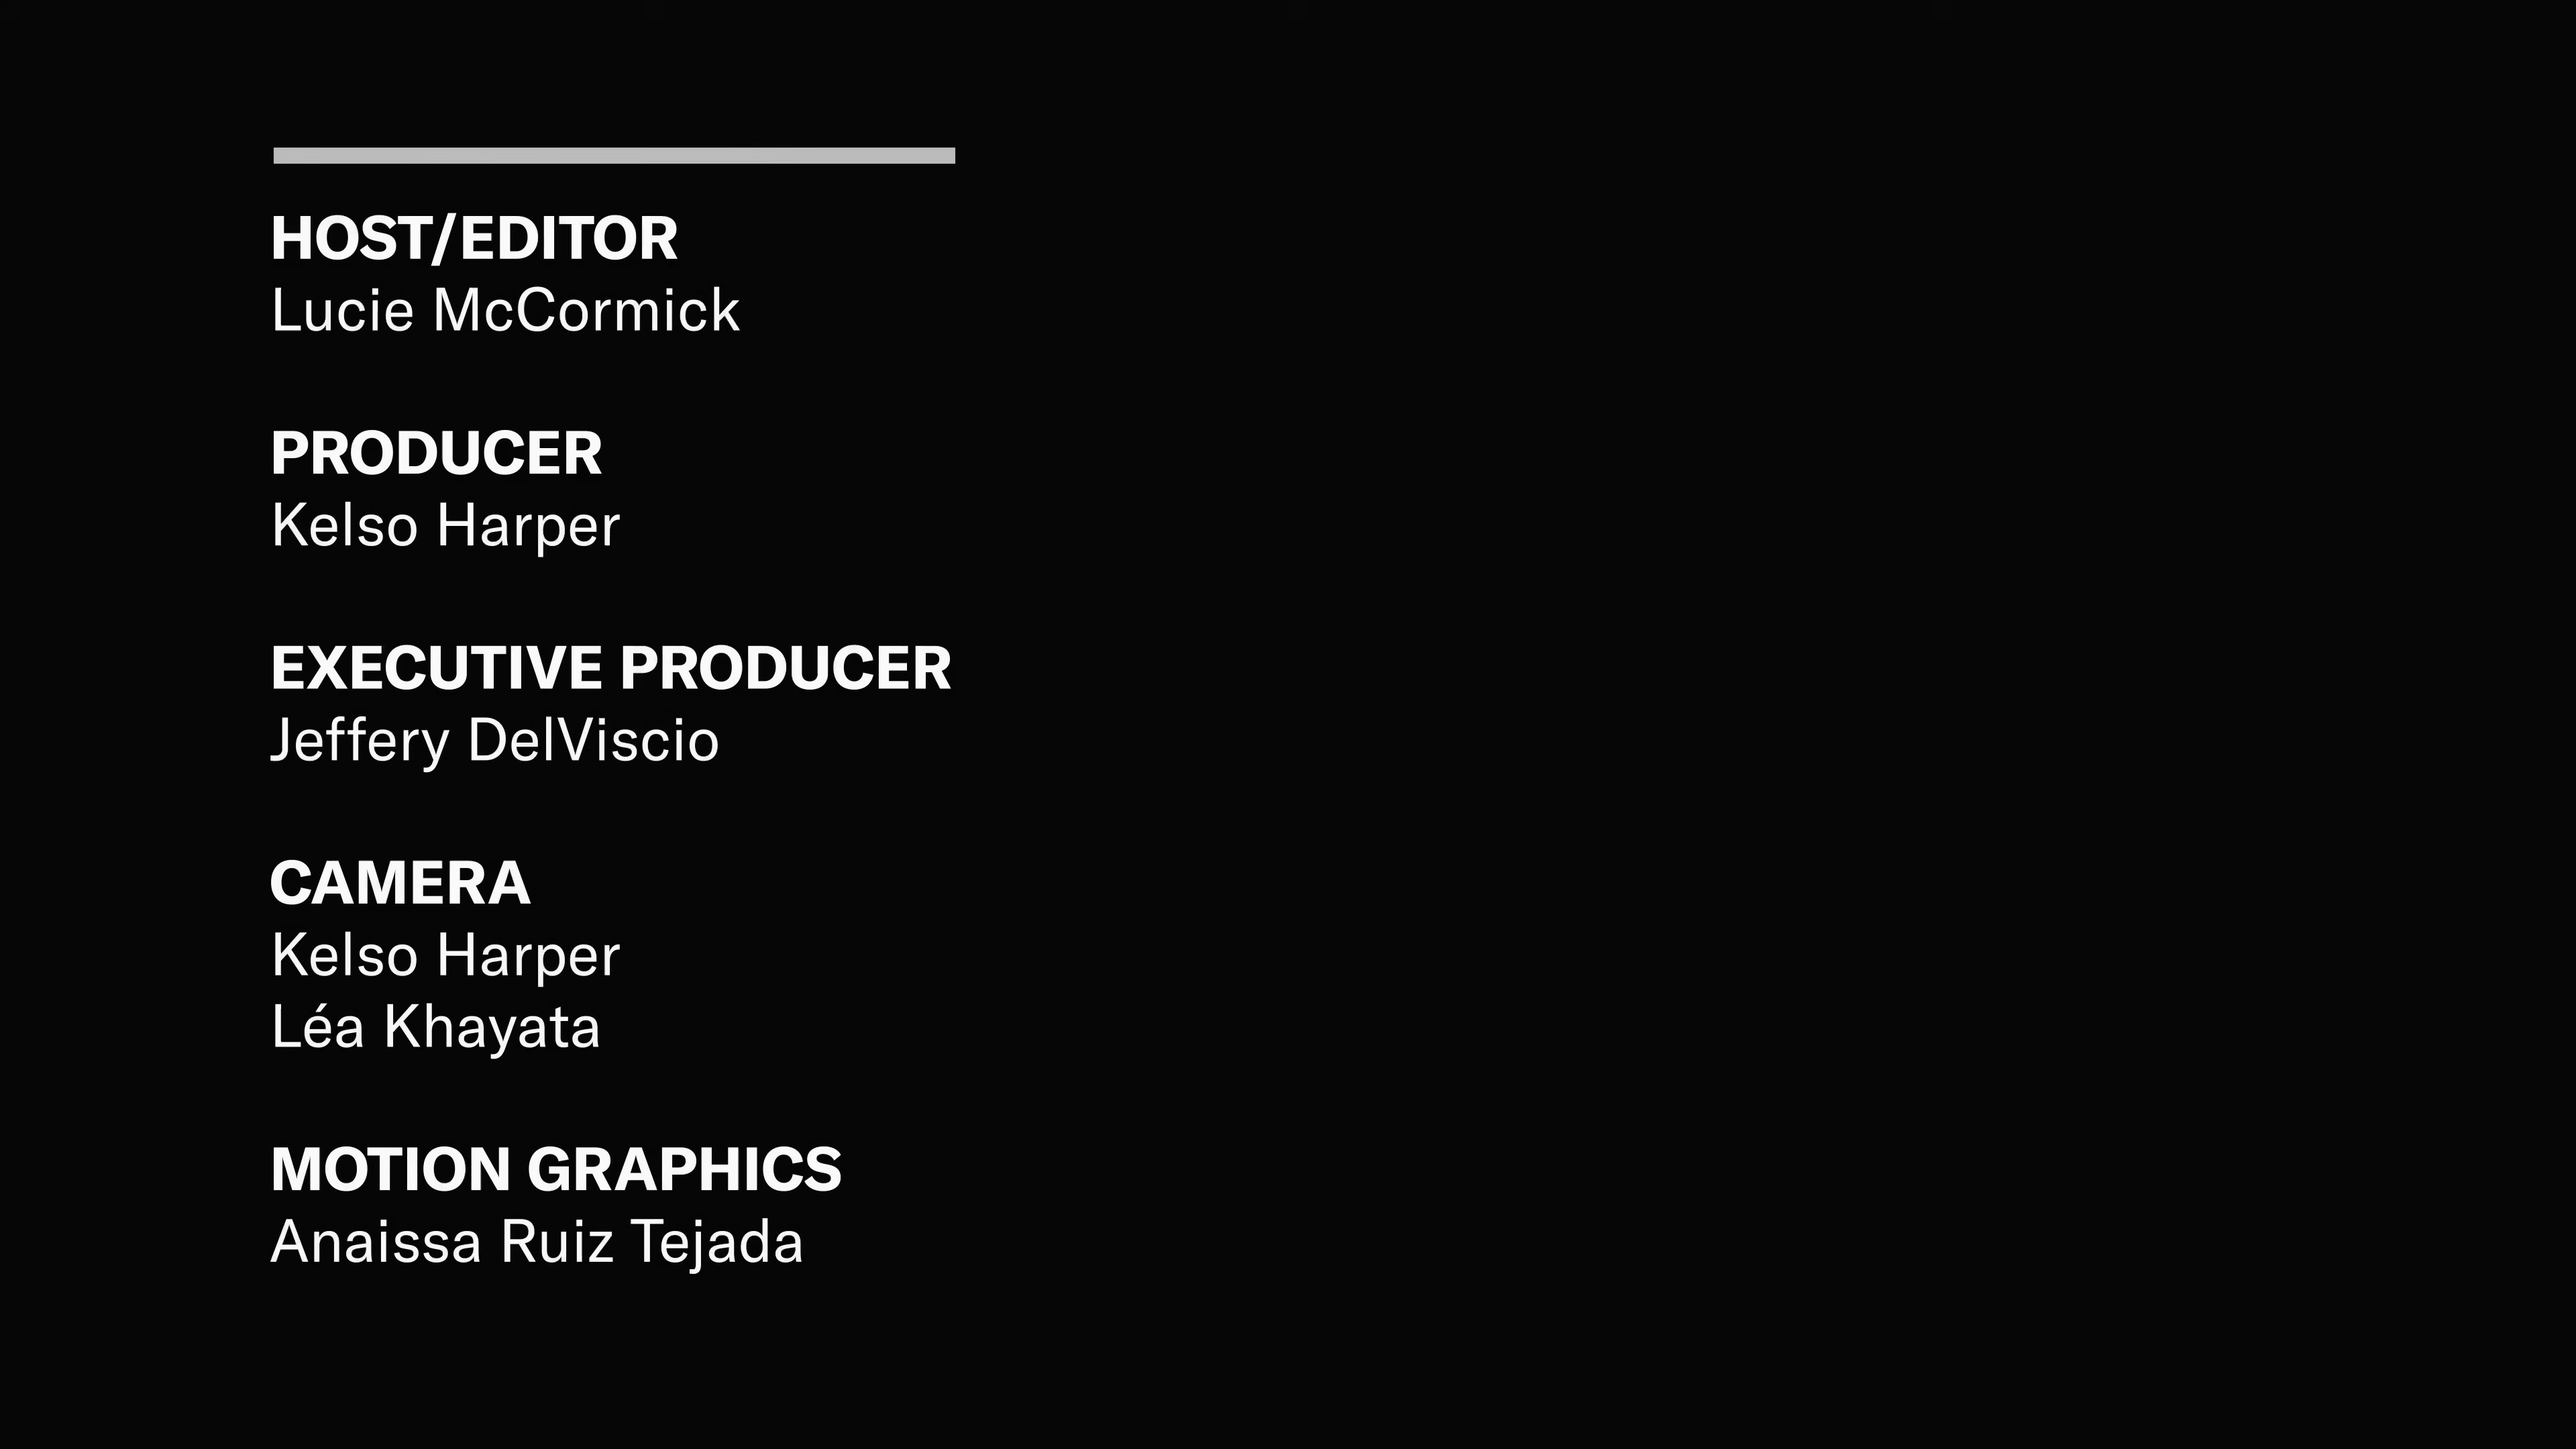 HOST/EDITOR
Lucie McCormick
PRODUCER
Kelso Harper
EXECUTIVE PRODUCER
Jeffery DelViscio
CAMERA
Kelso Harper
Léa Khayata
MOTION GRAPHICS
Anaissa Ruiz Tejada